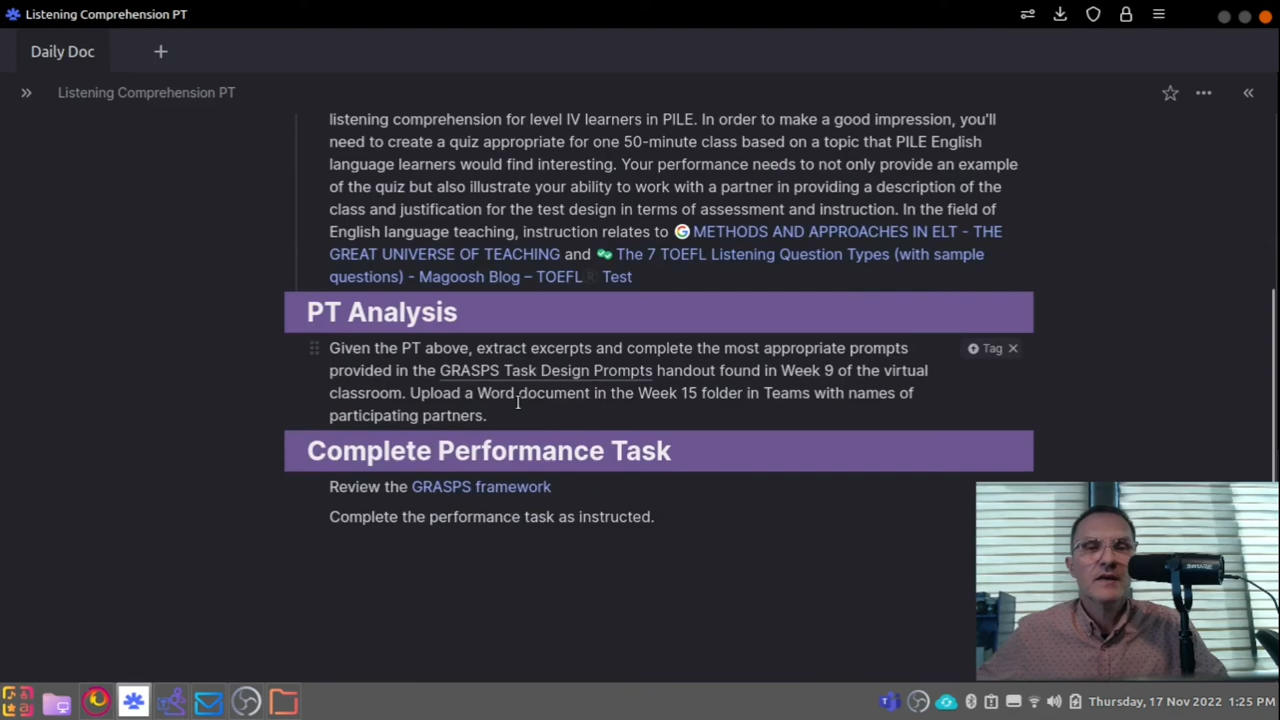 Listening Comprehension PT
Daily Doc
Listening Comprehension PT
listening comprehension for level IV learners in PILE. In order to make a good impression, you'll
need to create a quiz appropriate for one 50-minute class based on a topic that PILE English
language learners would find interesting. Your performance needs to not only provide an example
of the quiz but also illustrate your ability to work with a partner in providing a description of the
class and justification for the test design in terms of assessment and instruction. In the field of
English language teaching, instruction relates to METHODS AND APPROACHES IN ELT - THE
GREAT UNIVERSE OF TEACHING and The 7 TOEFL Listening Question Types (with sample
questions) - Magoosh Blog – TOEFL® Test
PT Analysis
Given the PT above, extract excerpts and complete the most appropriate prompts
Tag
provided in the GRASPS Task Design Prompts handout found in Week 9 of the virtual
classroom. Upload a Word document in the Week 15 folder in Teams with names of
participating partners.
Complete Performance Task
Review the GRASPS framework
Complete the performance task as instructed.
Thursday, 17 Nov 2022 1:25 PM